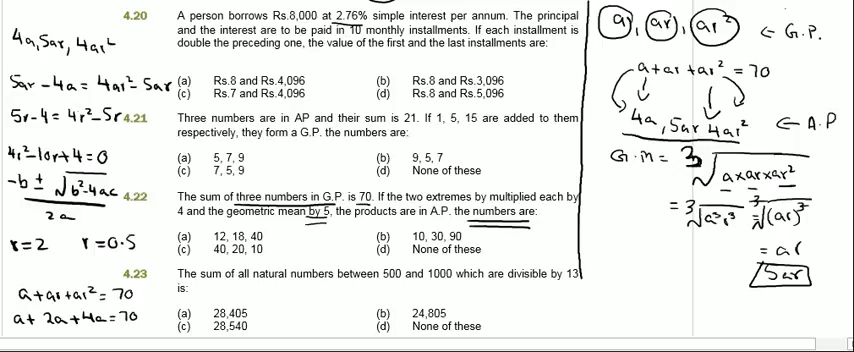 4.20 A person borrows Rs.8,000 at 2.76% simple interest per annum. The principal
and the interest are to be paid in 10 monthly installments. If each installment is
double the preceding one, the value of the first and the last installments are:
(a) Rs.8 and Rs.4,096 (b) Rs.8 and Rs.3,096
(c) Rs.7 and Rs.4,096 (d) Rs.8 and Rs.5,096
4.21 Three numbers are in AP and their sum is 21. If 1, 5, 15 are added to them
respectively, they form a G.P. the numbers are:
(a) 5, 7, 9 (b) 9, 5, 7
(c) 7, 5, 9 (d) None of these
4.22 The sum of three numbers in G.P. is 70. If the two extremes by multiplied each by
4 and the geometric mean by 5, the products are in A.P. the numbers are:
(a) 12, 18, 40 (b) 10, 30, 90
(c) 40, 20, 10 (d) None of these
4.23 The sum of all natural numbers between 500 and 1000 which are divisible by 13
is:
(a) 28,405 (b) 24,805
(c) 28,540 (d) None of these
4a, 5ar, 4ar²
5ar - 4a = 4ar² - 5ar
5r - 4 = 4r² - 5r
4r² - 10r + 4 = 0
-b ± √b²-4ac
2a
r = 2 r = 0.5
a + ar + ar² = 70
a + 2a + 4a = 70
a, ar, ar² ← G.P.
a + ar + ar² = 70
4a, 5ar 4ar² ← A.P
G.M = 3√a×ar×ar²
= 3√a³r³ = 3√(ar)³
= ar
5ar